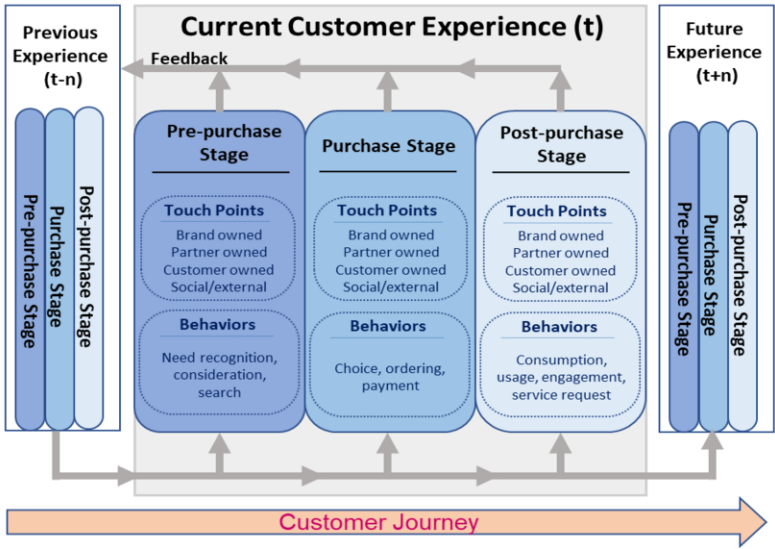 Current Customer Experience (t)
Previous
Experience
(t-n)
Pre-purchase Stage
Purchase Stage
Post-purchase Stage
Feedback
Pre-purchase
Stage
Touch Points
Brand owned
Partner owned
Customer owned
Social/external
Behaviors
Need recognition,
consideration,
search
Purchase Stage
Touch Points
Brand owned
Partner owned
Customer owned
Social/external
Behaviors
Choice, ordering,
payment
Post-purchase
Stage
Touch Points
Brand owned
Partner owned
Customer owned
Social/external
Behaviors
Consumption,
usage, engagement,
service request
Future
Experience
(t+n)
Pre-purchase Stage
Purchase Stage
Post-purchase Stage
Customer Journey